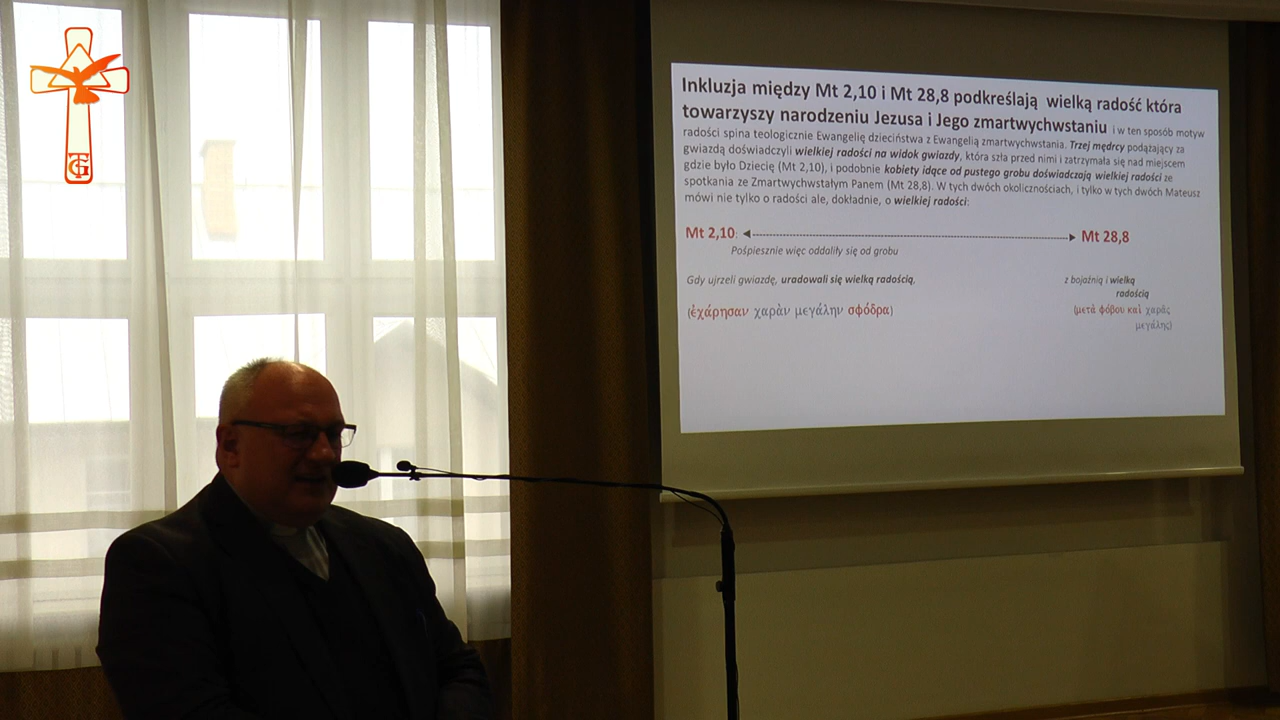 Inkluzja między Mt 2,10 i Mt 28,8 podkreślają wielką radość która
towarzyszy narodzeniu Jezusa i Jego zmartwychwstaniu i w ten sposób motyw
radości spina teologicznie Ewangelię dzieciństwa z Ewangelią zmartwychwstania. Trzej mędrcy podążający za
gwiazdą doświadczyli wielkiej radości na widok gwiazdy, która szła przed nimi i zatrzymała się nad miejscem
gdzie było Dziecię (Mt 2,10), i podobnie kobiety idące od pustego grobu doświadczają wielkiej radości ze
spotkania ze Zmartwychwstałym Panem (Mt 28,8). W tych dwóch okolicznościach, i tylko w tych dwóch Mateusz
mówi nie tylko o radości ale, dokładnie, o wielkiej radości:
Mt 2,10: Mt 28,8
Pośpiesznie więc oddaliły się od grobu
Gdy ujrzeli gwiazdę, uradowali się wielką radością, z bojaźnią i wielką
radością
(ἐχάρησαν χαρὰν μεγάλην σφόδρα) (μετὰ φόβου καὶ χαρᾶς
μεγάλης)